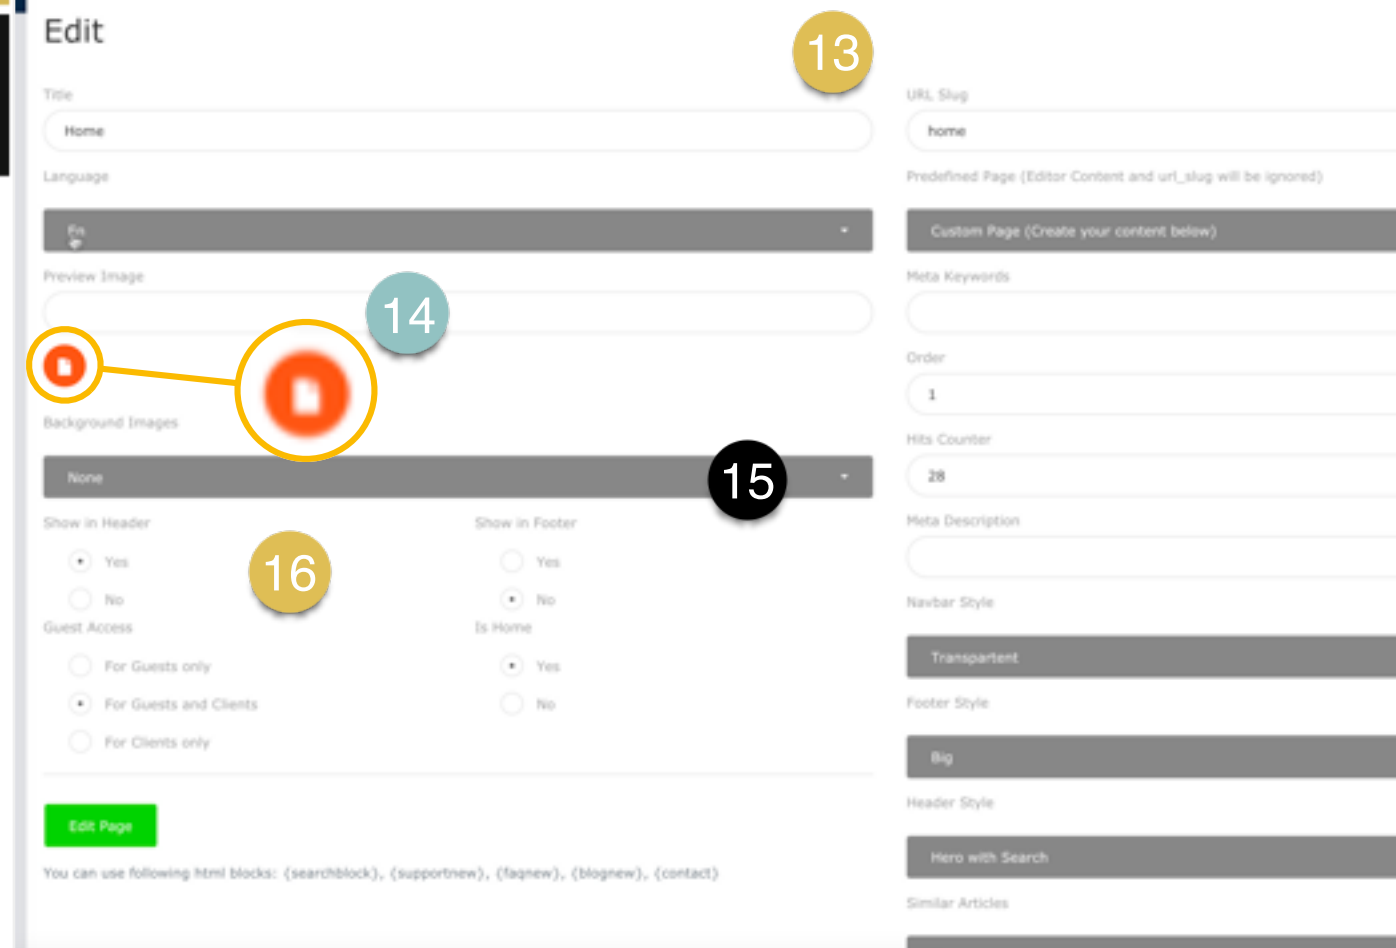 Edit
13
Title
URL Slug
Home
home
Language
Predefined Page (Editor Content and url_slug will be ignored)
En
Custom Page (Create your content below)
Preview Image
Meta Keywords
14
Order
1
Background Images
Hits Counter
None
15
28
Show in Header
Show in Footer
Meta Description
Yes
16
Yes
No
No
Navbar Style
Guest Access
Is Home
For Guests only
Yes
Transpartent
For Guests and Clients
No
Footer Style
For Clients only
Big
Header Style
Edit Page
Hero with Search
You can use following html blocks: {searchblock}, {supportnew}, {faqnew}, {blognew}, {contact}
Similar Articles